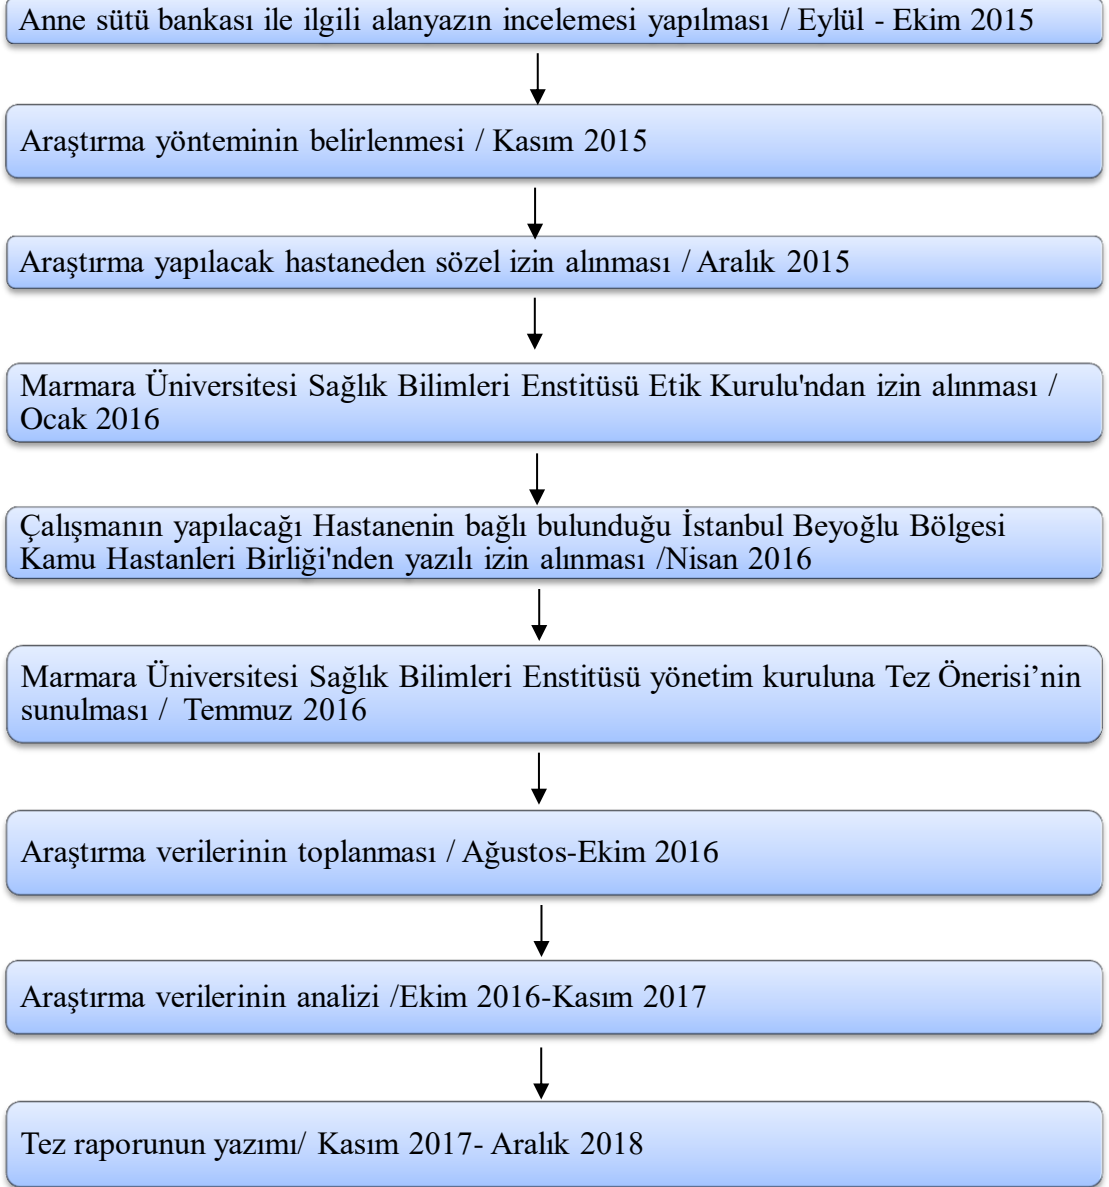 Anne sütü bankası ile ilgili alanyazın incelemesi yapılması / Eylül - Ekim 2015
Araştırma yönteminin belirlenmesi / Kasım 2015
Araştırma yapılacak hastaneden sözel izin alınması / Aralık 2015
Marmara Üniversitesi Sağlık Bilimleri Enstitüsü Etik Kurulu'ndan izin alınması /
Ocak 2016
Çalışmanın yapılacağı Hastanenin bağlı bulunduğu İstanbul Beyoğlu Bölgesi
Kamu Hastanleri Birliği'nden yazılı izin alınması /Nisan 2016
Marmara Üniversitesi Sağlık Bilimleri Enstitüsü yönetim kuruluna Tez Önerisi’nin
sunulması / Temmuz 2016
Araştırma verilerinin toplanması / Ağustos-Ekim 2016
Araştırma verilerinin analizi /Ekim 2016-Kasım 2017
Tez raporunun yazımı/ Kasım 2017- Aralık 2018